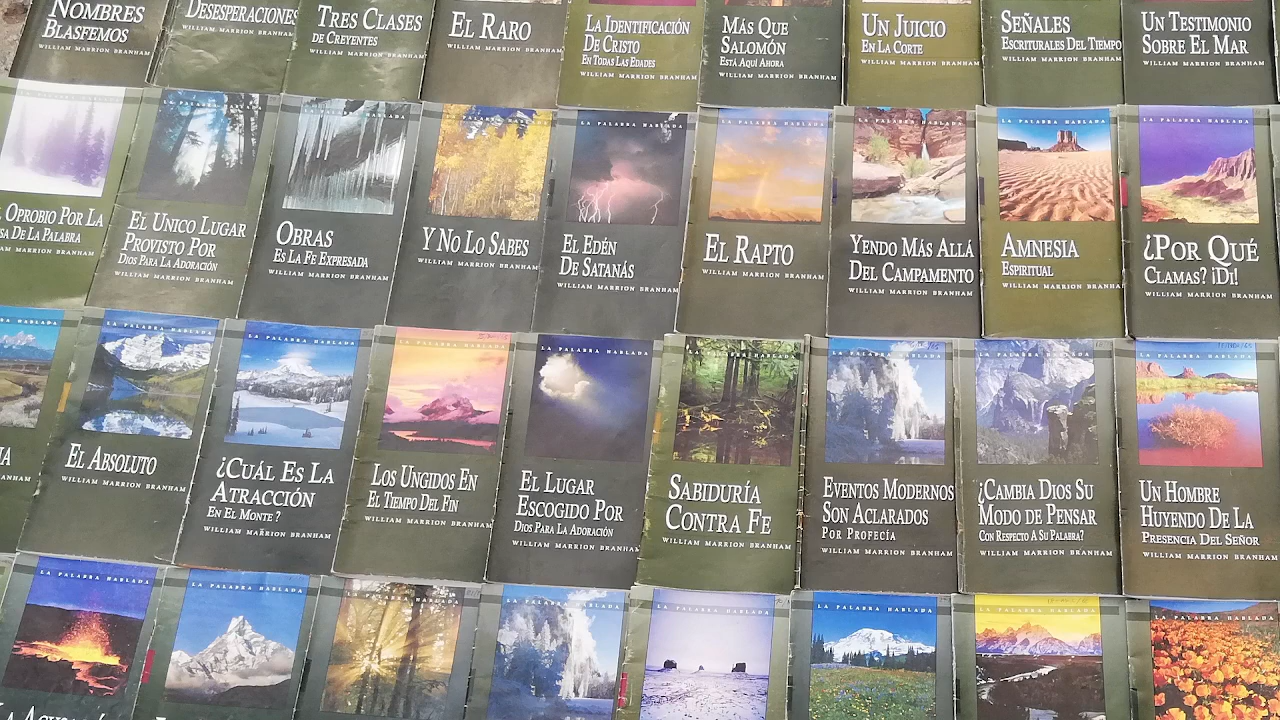 NOMBRES
BLASFEMOS
WILLIAM MARRION BRANHAM
DESESPERACIONES
WILLIAM MARRION BRANHAM
TRES CLASES
DE CREYENTES
WILLIAM MARRION BRANHAM
EL RARO
WILLIAM MARRION BRANHAM
LA IDENTIFICACIÓN
DE CRISTO
EN TODAS LAS EDADES
WILLIAM MARRION BRANHAM
MÁS QUE
SALOMÓN
ESTÁ AQUÍ AHORA
WILLIAM MARRION BRANHAM
UN JUICIO
EN LA CORTE
WILLIAM MARRION BRANHAM
SEÑALES
ESCRITURALES DEL TIEMPO
WILLIAM MARRION BRANHAM
UN TESTIMONIO
SOBRE EL MAR
WILLIAM MARRION BRANHAM
OPROBIO POR LA
SA DE LA PALABRA
WILLIAM MARRION BRANHAM
LA PALABRA HABLADA
EL UNICO LUGAR
PROVISTO POR
DIOS PARA LA ADORACIÓN
WILLIAM MARRION BRANHAM
LA PALABRA HABLADA
OBRAS
ES LA FE EXPRESADA
WILLIAM MARRION BRANHAM
LA PALABRA HABLADA
Y NO LO SABES
WILLIAM MARRION BRANHAM
LA PALABRA HABLADA
EL EDÉN
DE SATANÁS
WILLIAM MARRION BRANHAM
LA PALABRA HABLADA
EL RAPTO
WILLIAM MARRION BRANHAM
LA PALABRA HABLADA
YENDO MÁS ALLÁ
DEL CAMPAMENTO
WILLIAM MARRION BRANHAM
LA PALABRA HABLADA
AMNESIA
ESPIRITUAL
WILLIAM MARRION BRANHAM
LA PALABRA HABLADA
¿POR QUÉ
CLAMAS? ¡DI!
WILLIAM MARRION BRANHAM
PALABRA HABLADA
IA
LA PALABRA HABLADA
EL ABSOLUTO
WILLIAM MARRION BRANHAM
LA PALABRA HABLADA
¿CUÁL ES LA
ATRACCIÓN
EN EL MONTE?
WILLIAM MARRION BRANHAM
LA PALABRA HABLADA
LOS UNGIDOS EN
EL TIEMPO DEL FIN
WILLIAM MARRION BRANHAM
LA PALABRA HABLADA
EL LUGAR
ESCOGIDO POR
DIOS PARA LA ADORACIÓN
WILLIAM MARRION BRANHAM
LA PALABRA HABLADA
SABIDURÍA
CONTRA FE
WILLIAM MARRION BRANHAM
LA PALABRA HABLADA
EVENTOS MODERNOS
SON ACLARADOS
POR PROFECÍA
WILLIAM MARRION BRANHAM
LA PALABRA HABLADA
¿CAMBIA DIOS SU
MODO DE PENSAR
CON RESPECTO A SU PALABRA?
WILLIAM MARRION BRANHAM
LA PALABRA HABLADA
UN HOMBRE
HUYENDO DE LA
PRESENCIA DEL SEÑOR
WILLIAM MARRION BRANHAM
LA PALABRA HABLADA
LA PALABRA HABLADA
LA PALABRA HABLADA
LA PALABRA HABLADA
LA PALABRA HABLADA
LA PALABRA HABLADA
LA PALABRA HABLADA
LA PALABRA HABLADA